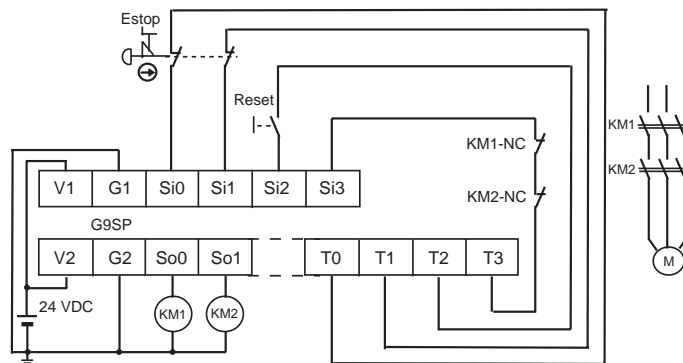 Estop
Reset
KM1-NC
KM1
KM2
KM2-NC
V1 G1 Si0 Si1 Si2 Si3
G9SP
V2 G2 So0 So1 T0 T1 T2 T3
M
24 VDC
KM1 KM2